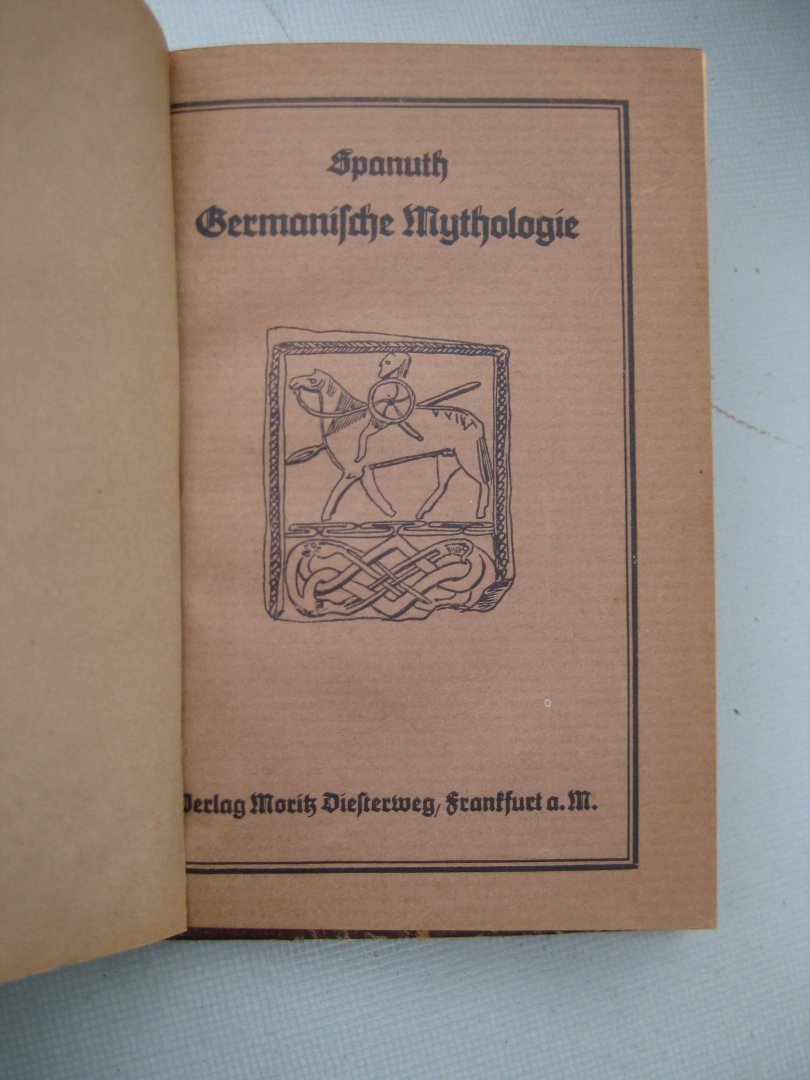 Spanuth
Germanische Mythologie
Verlag Moritz Diesterweg, Frankfurt a. M.